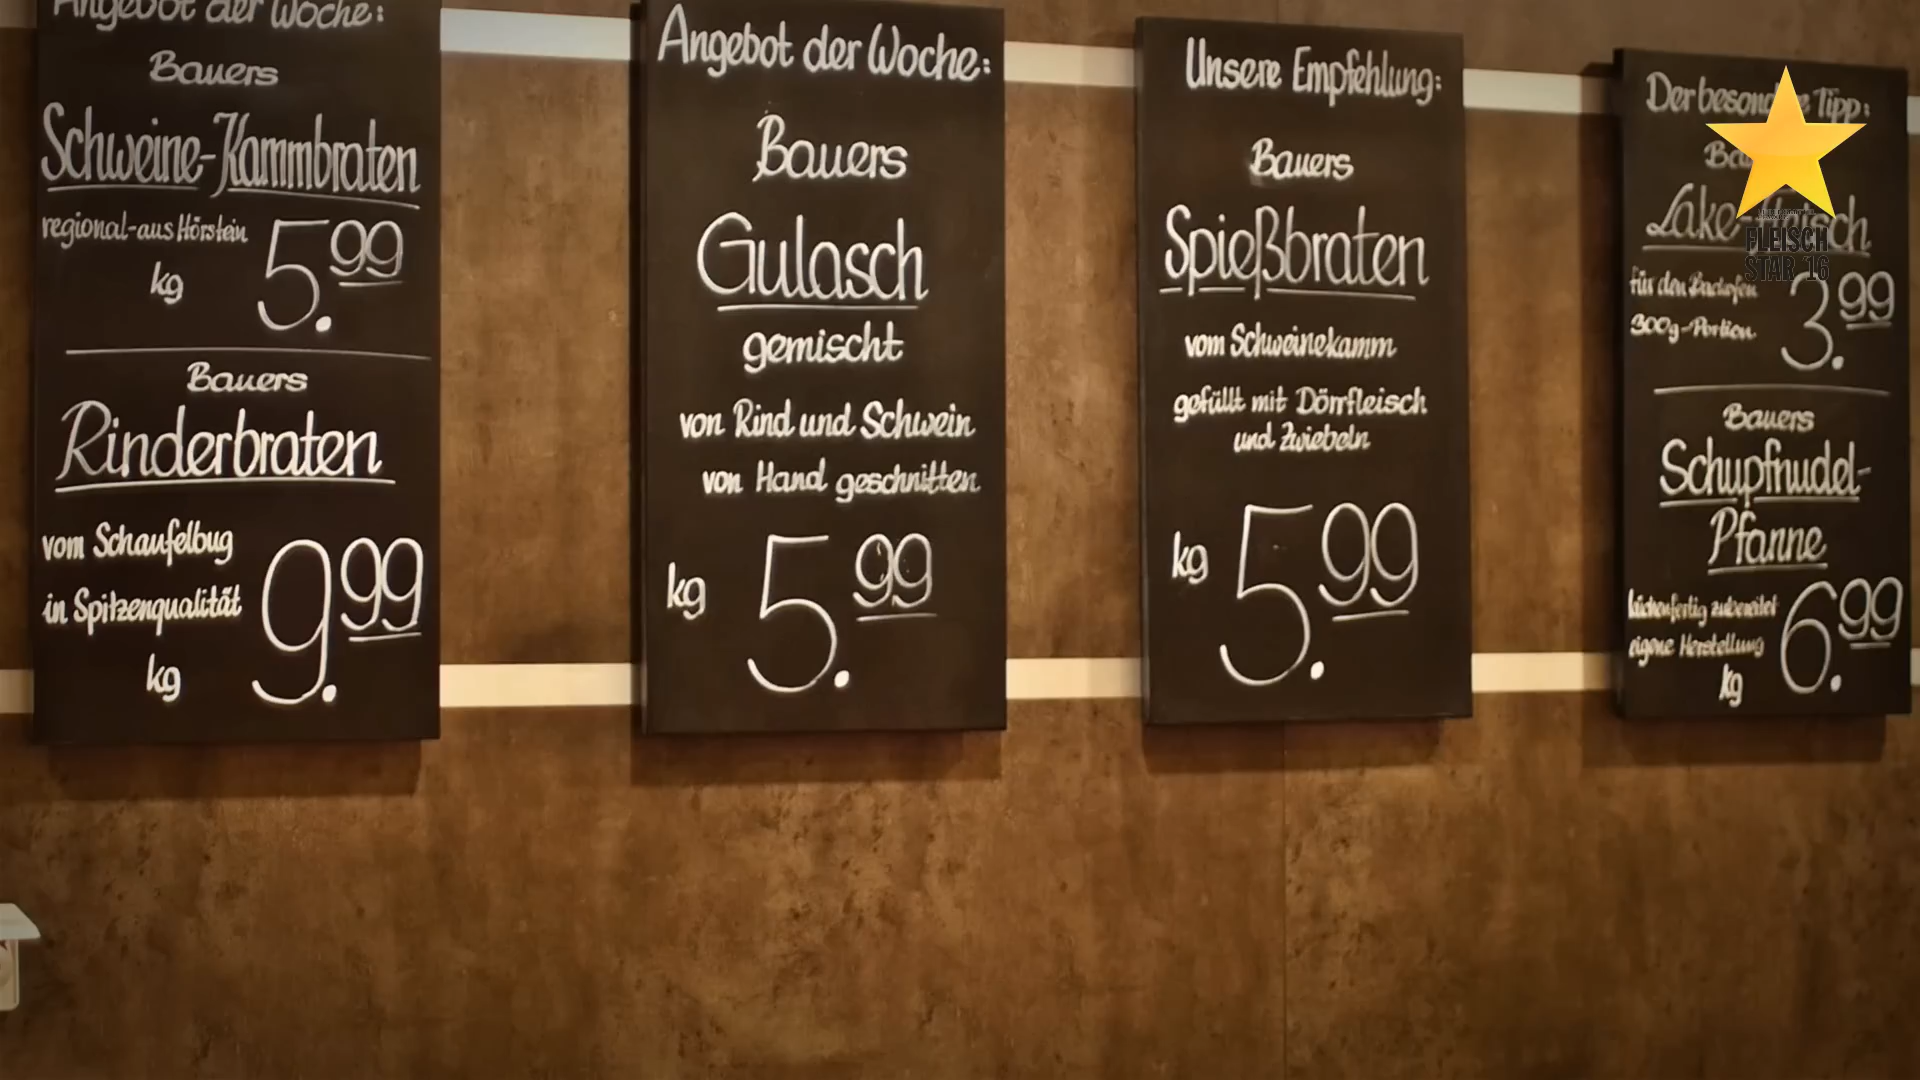 Angebot der Woche:
Bauers
Schweine-Kammbraten
regional-aus Hörstein
kg 5.99
Bauers
Rinderbraten
vom Schaufelbug
in Spitzenqualität
kg 9.99
Angebot der Woche:
Bauers
Gulasch
gemischt
von Rind und Schwein
von Hand geschnitten
kg 5.99
Unsere Empfehlung:
Bauers
Spießbraten
vom Schweinekamm
gefüllt mit Dörrfleisch
und Zwiebeln
kg 5.99
Der besondere Tipp:
Lake-Fleisch
für den Backofen
300g-Portion 3.99
Bauers
Schupfnudel-
Pfanne
küchenfertig zubereitet
eigene Herstellung
kg 6.99
FLEISCH
STAR '16